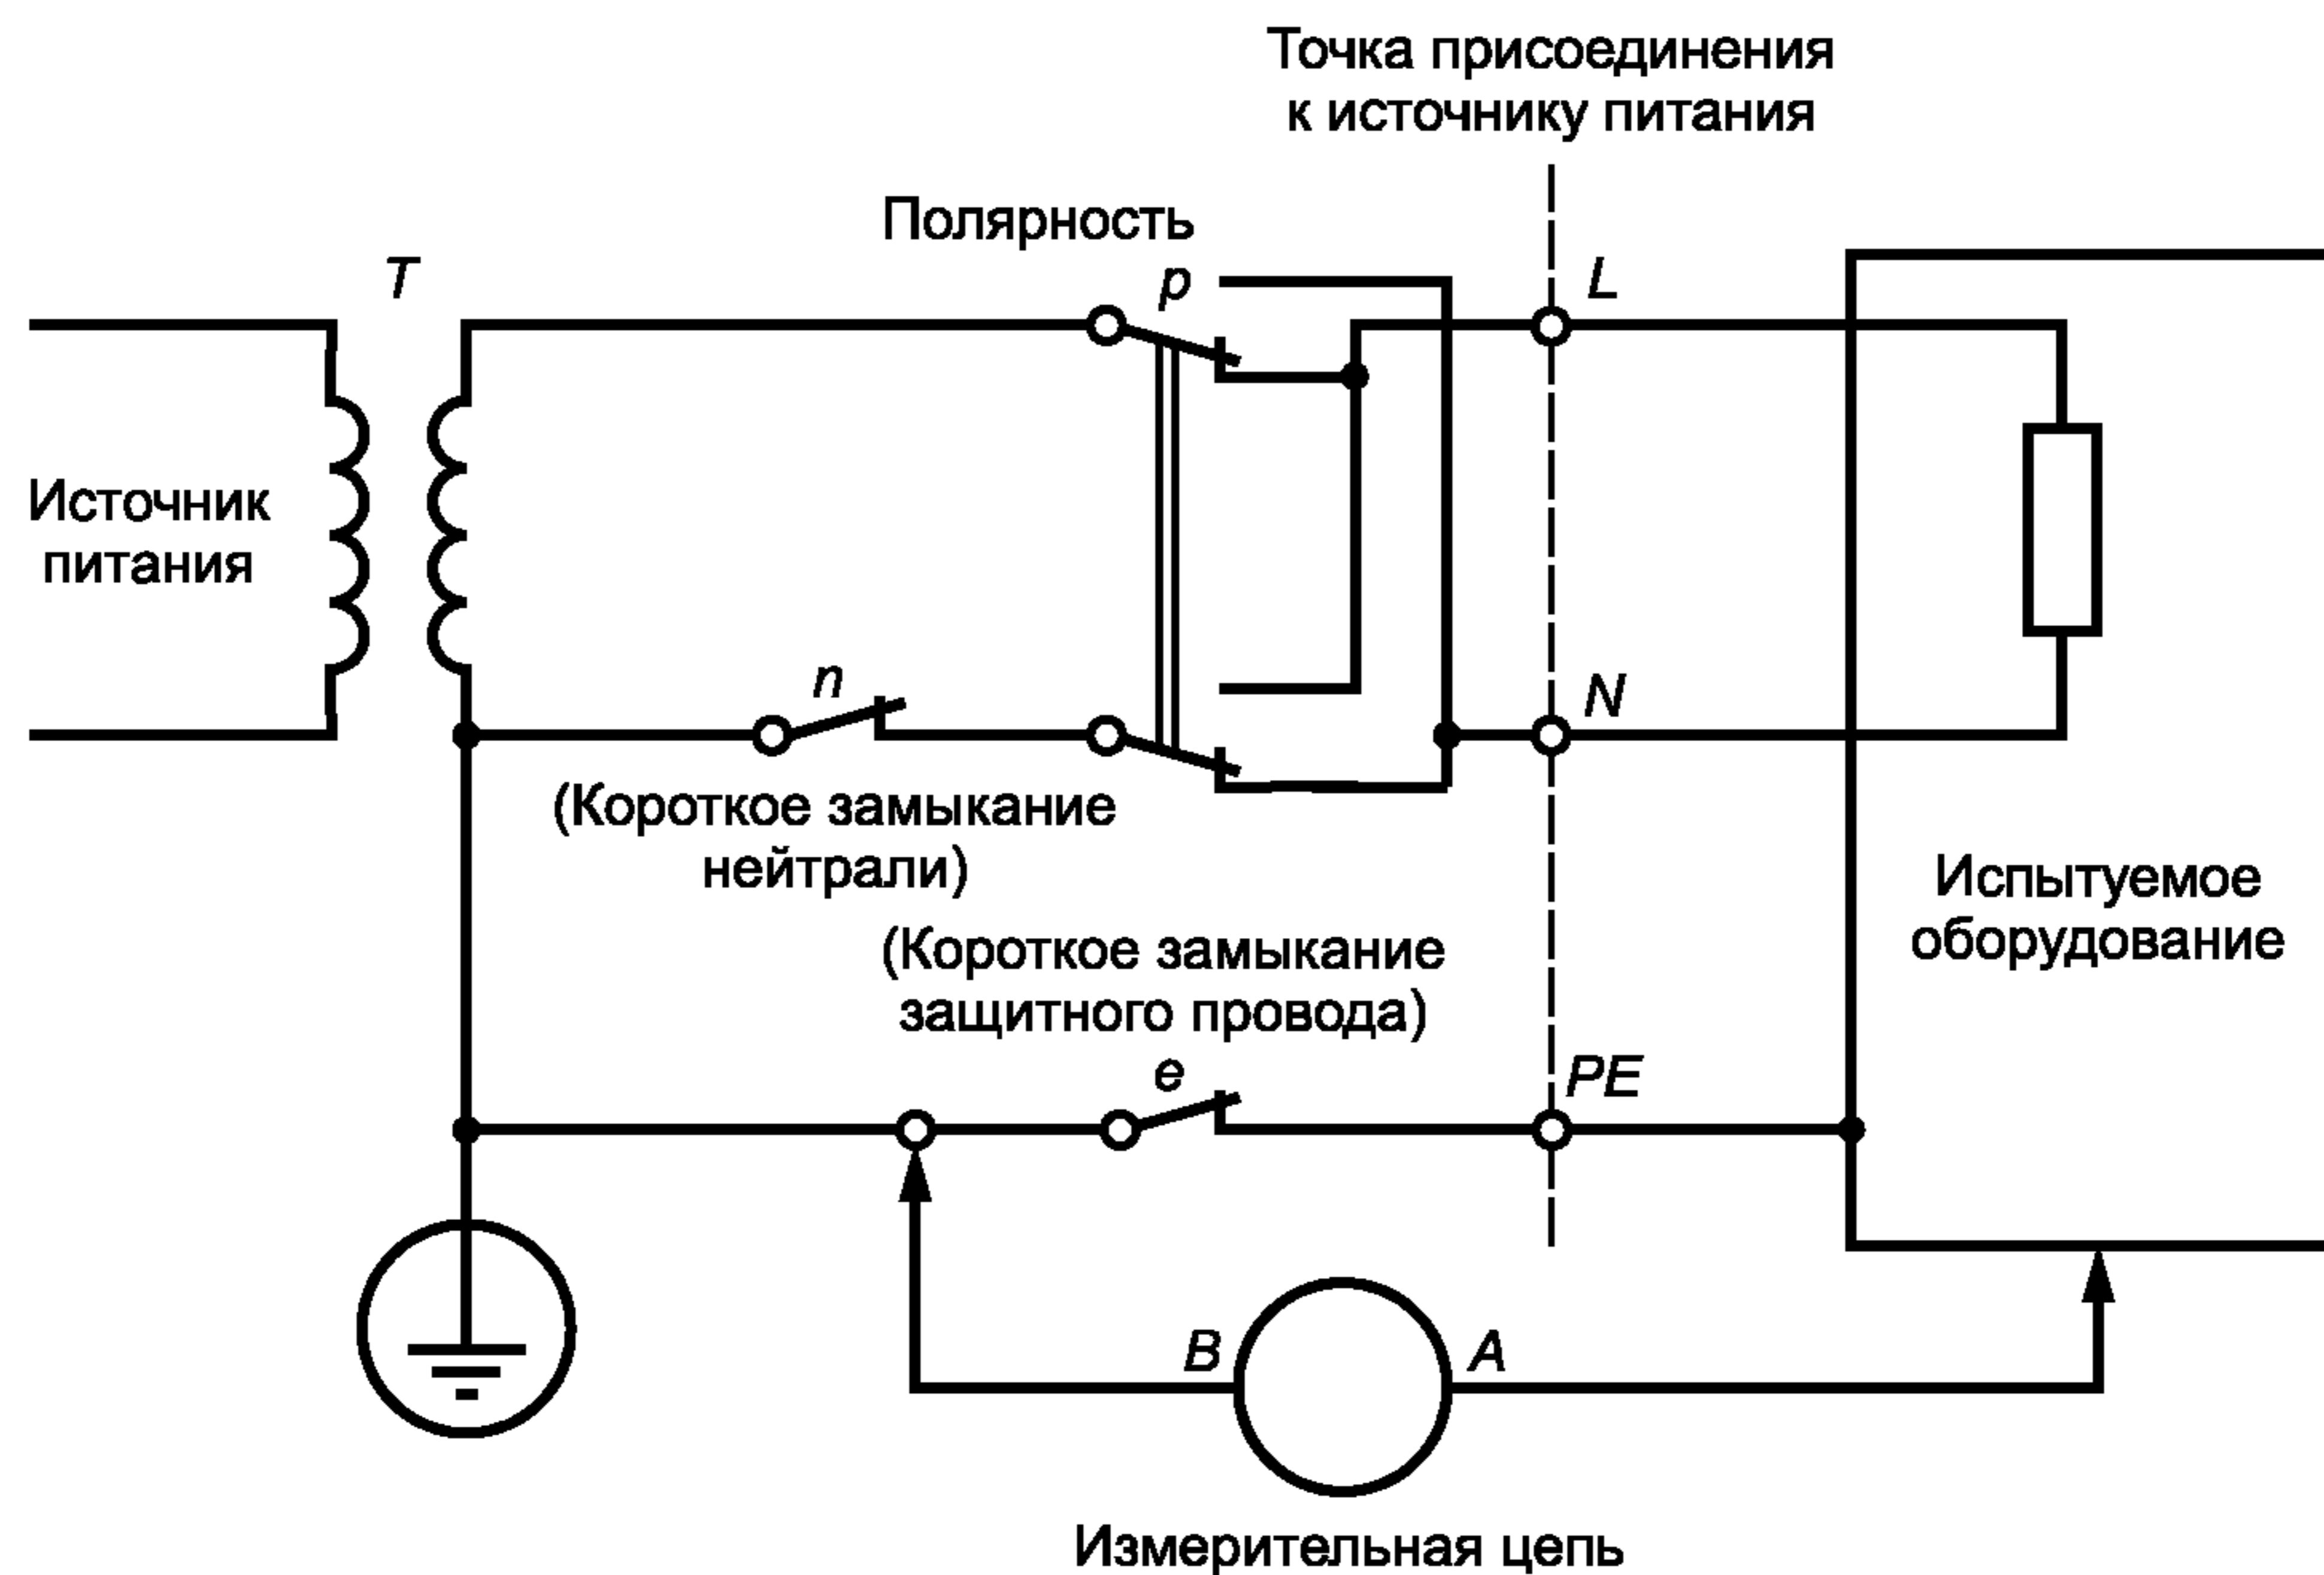 Точка присоединения
к источнику питания
Полярность
T
p
L
Источник
питания
n
N
(Короткое замыкание
нейтрали)
Испытуемое
оборудование
(Короткое замыкание
защитного провода)
e
PE
B
A
Измерительная цепь